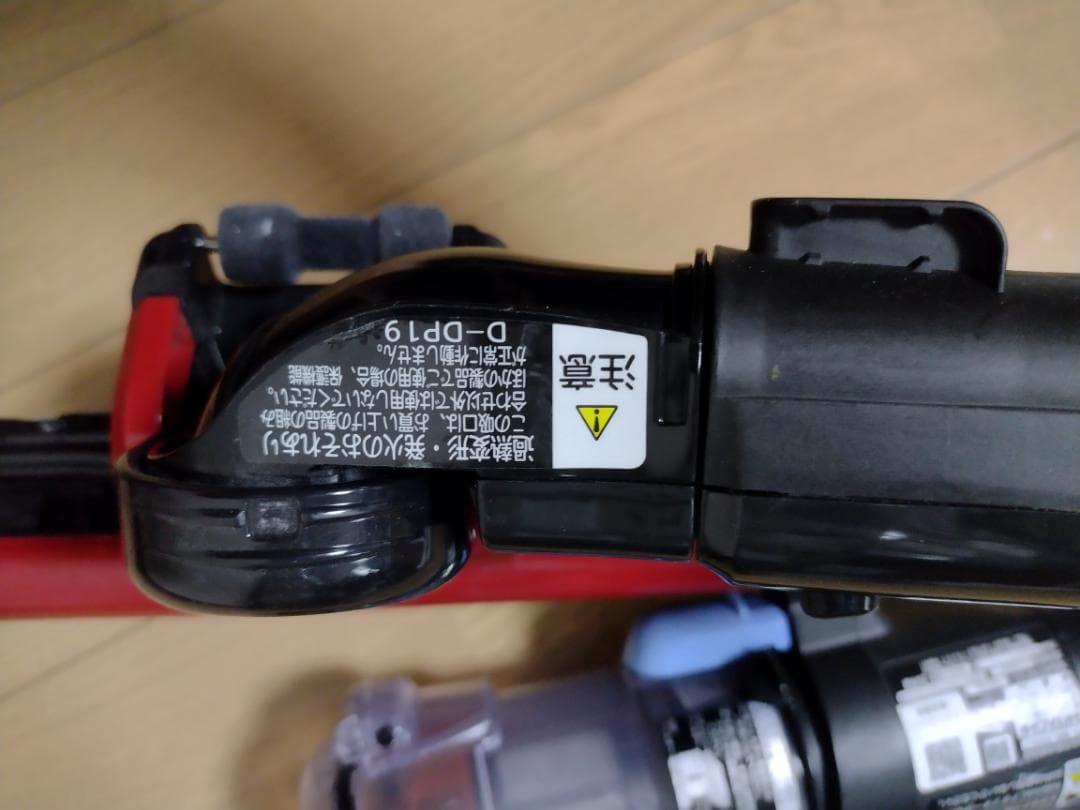 注意
過熱変形・発火のおそれあり
この吸口は、お買い上げの製品の組み
合わせ以外では使用しないでください。
ほかの製品でご使用の場合、保護機能
が正常に作動しません。
D-DP19